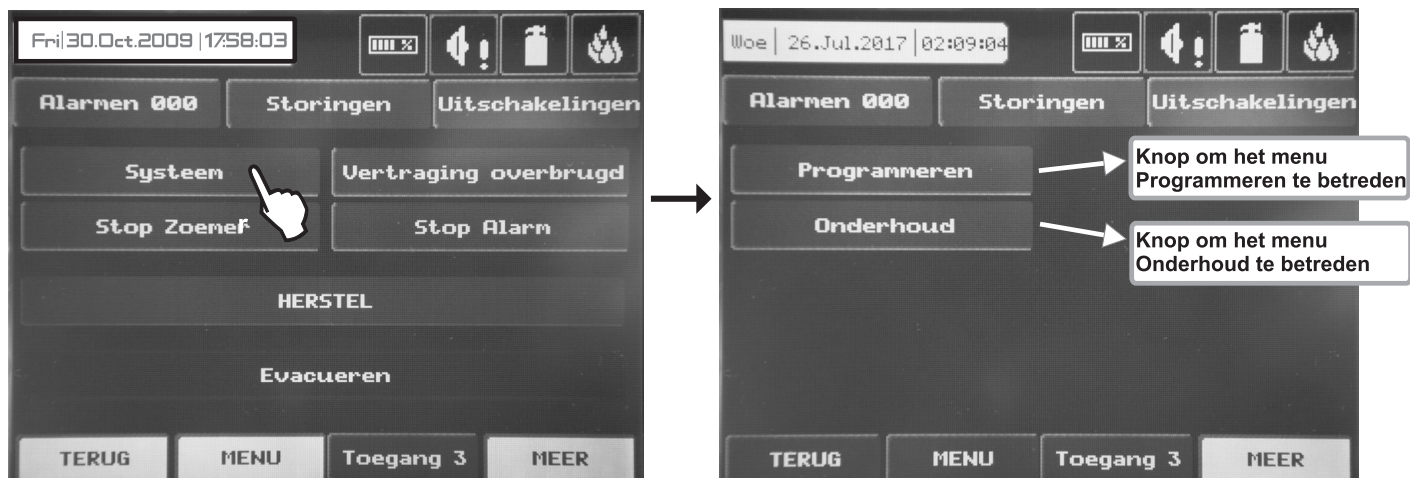 Fri|30.Oct.2009 |17:58:03
Alarmen 000 Storingen Uitschakelingen
Systeem Vertraging overbrugd
Stop Zoemer Stop Alarm
HERSTEL
Evacueren
TERUG MENU Toegang 3 MEER
Woe | 26.Jul.2017 |02:09:04
Alarmen 000 Storingen Uitschakelingen
Programmeren
Onderhoud
Knop om het menu
Programmeren te betreden
Knop om het menu
Onderhoud te betreden
TERUG MENU Toegang 3 MEER